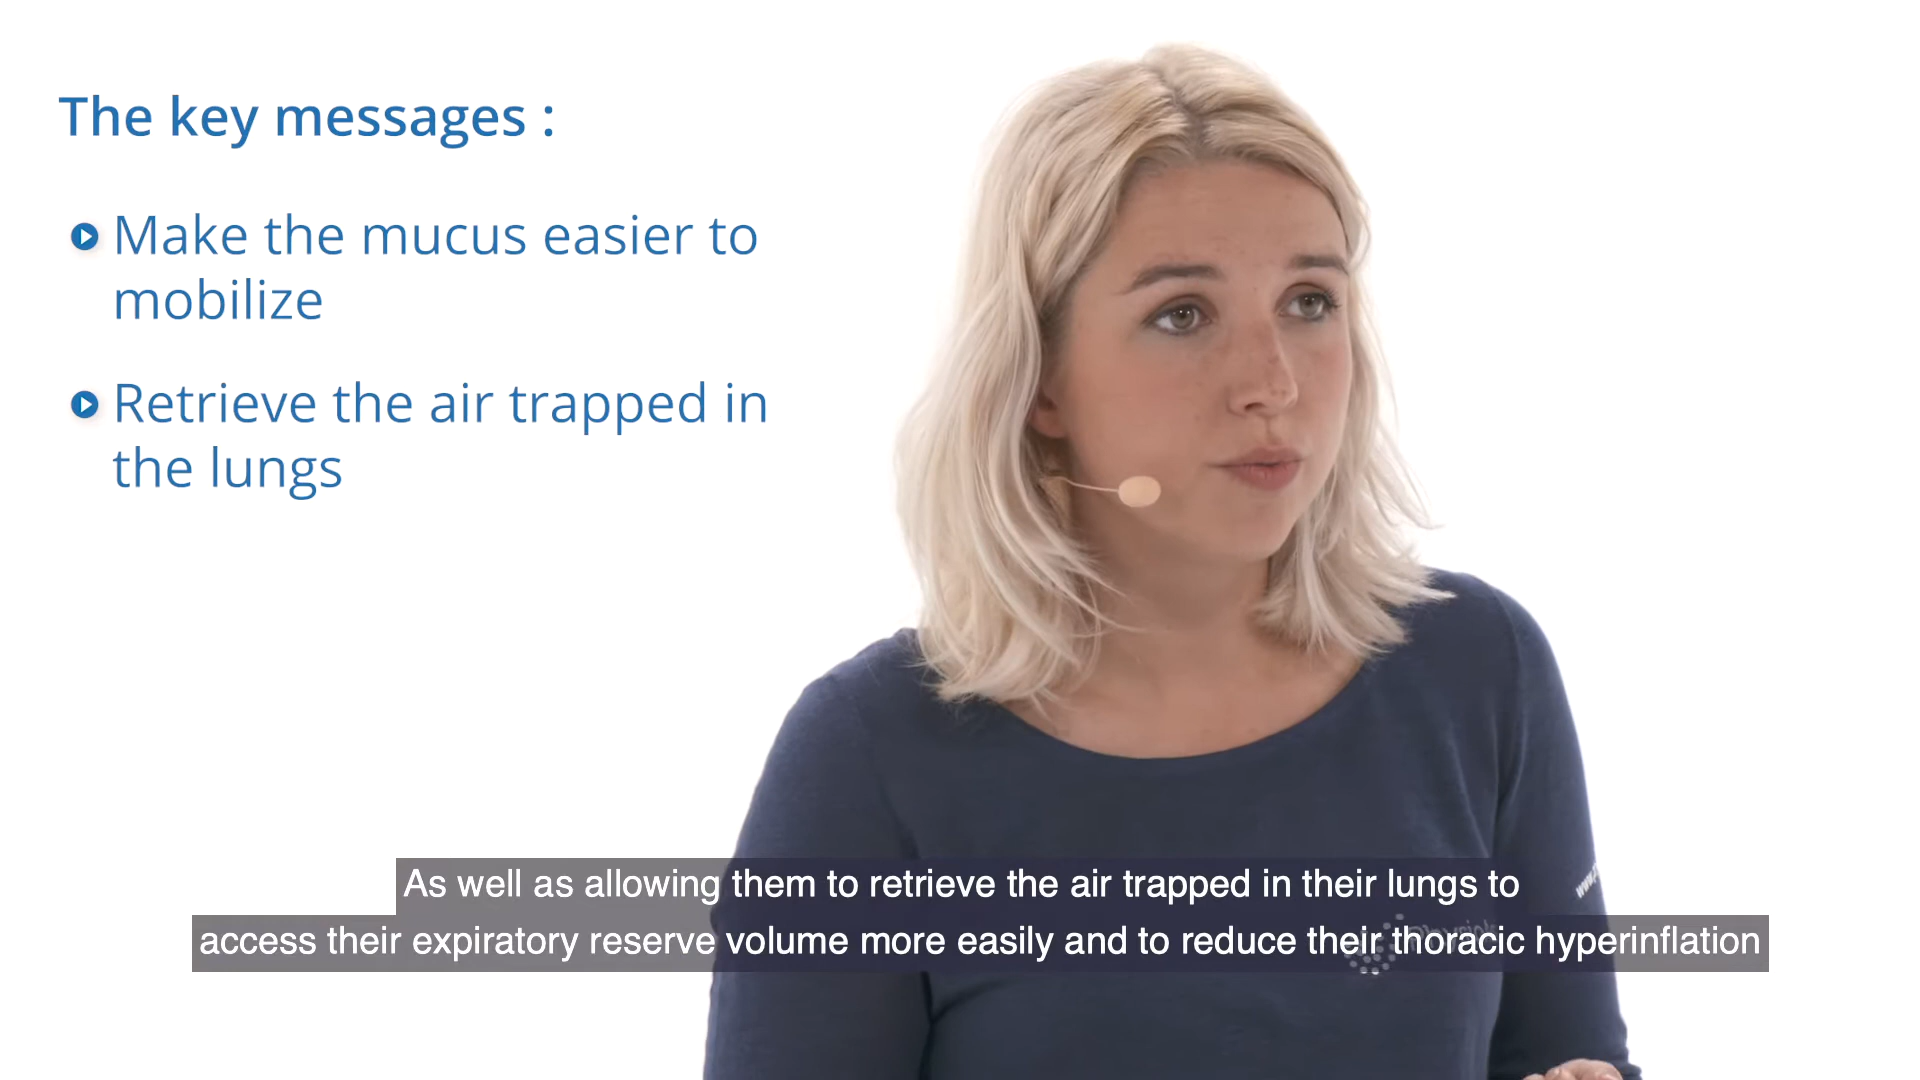 The key messages :
Make the mucus easier to
mobilize
Retrieve the air trapped in
the lungs
As well as allowing them to retrieve the air trapped in their lungs to
access their expiratory reserve volume more easily and to reduce their thoracic hyperinflation